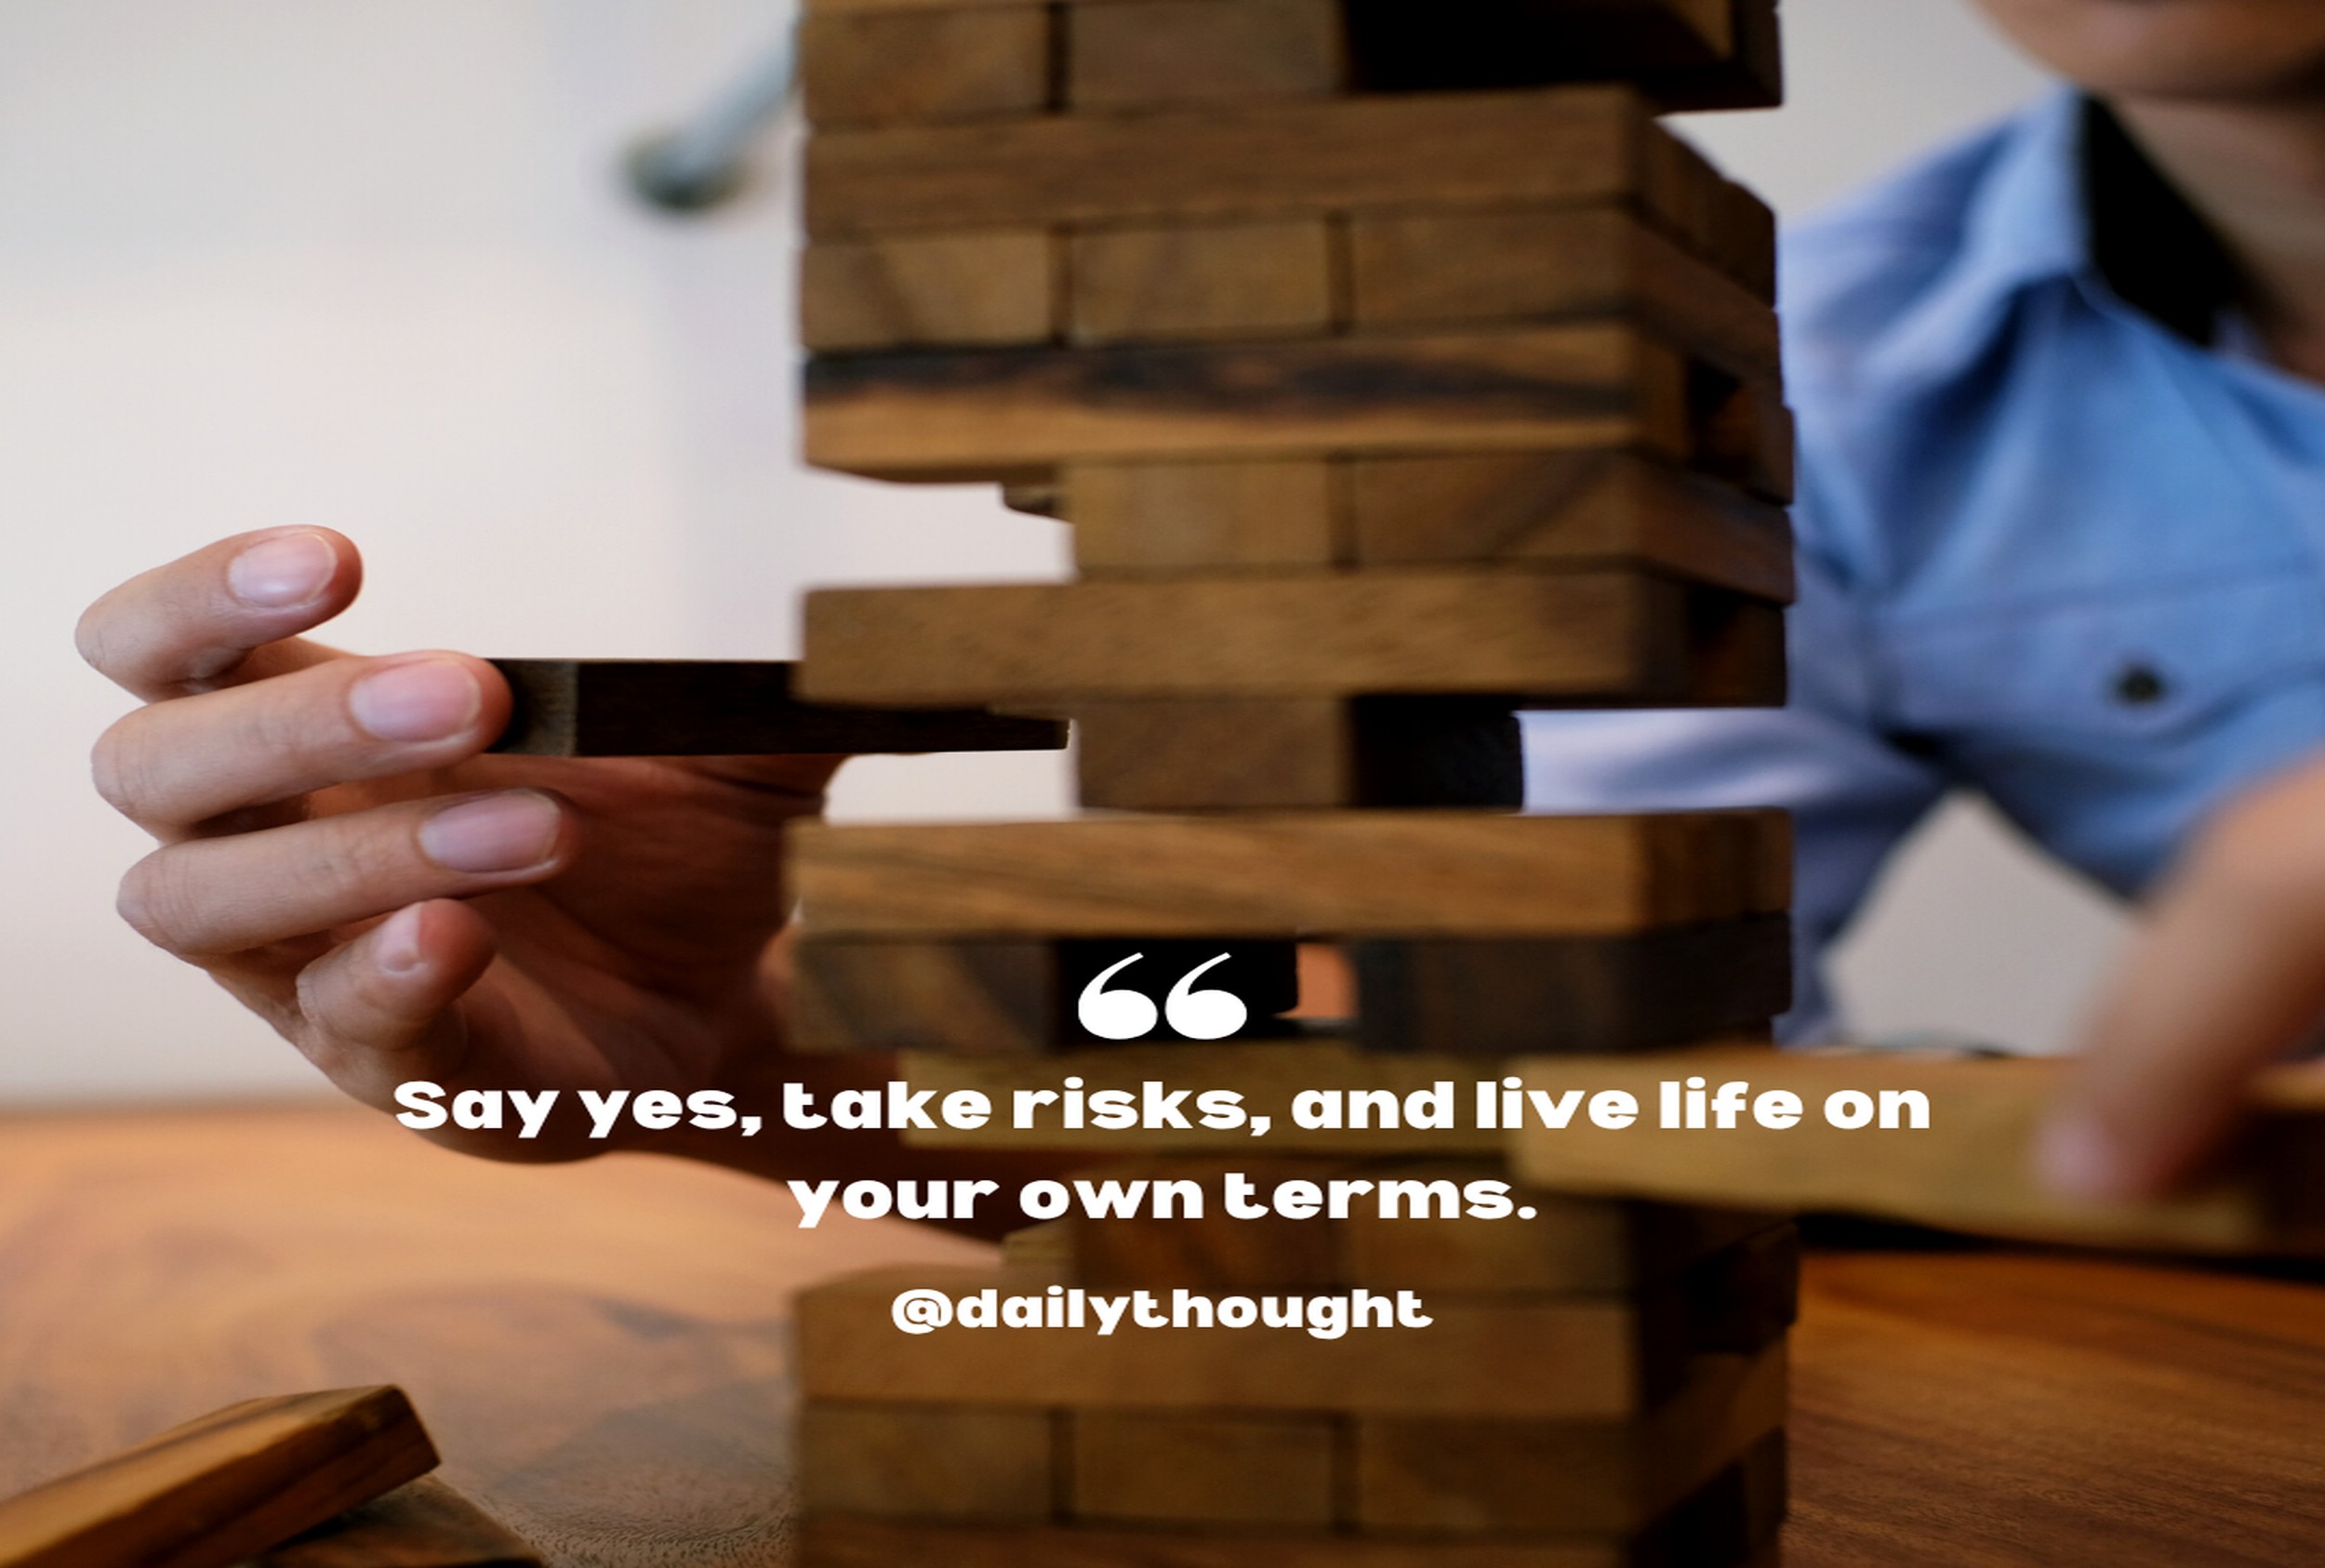 “
Say yes, take risks, and live life on
your own terms.
@dailythought